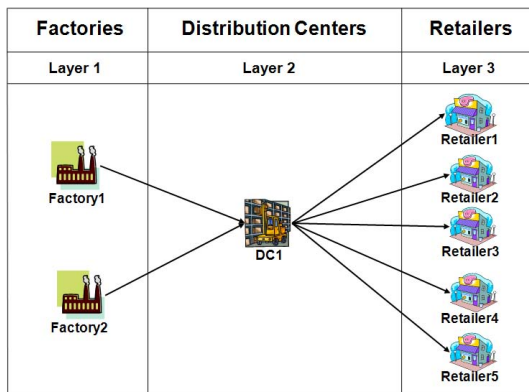 Factories
Distribution Centers
Retailers
Layer 1
Layer 2
Layer 3
Retailer1
Factory1
Retailer2
Retailer3
DC1
Retailer4
Factory2
Retailer5